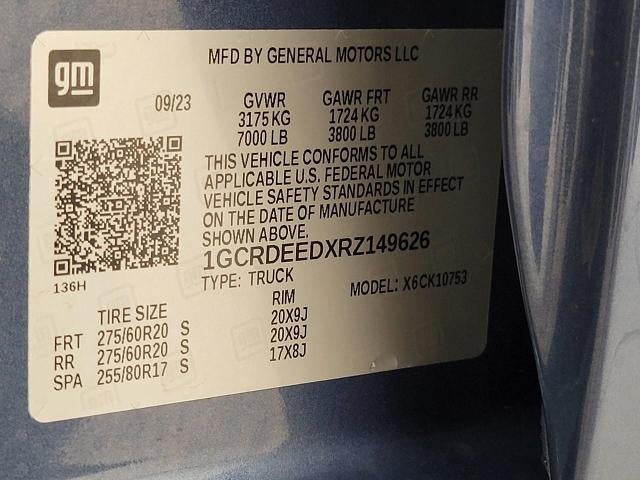 gm
MFD BY GENERAL MOTORS LLC
09/23
GVWR GAWR FRT GAWR RR
3175 KG 1724 KG 1724 KG
7000 LB 3800 LB 3800 LB
THIS VEHICLE CONFORMS TO ALL
APPLICABLE U.S. FEDERAL MOTOR
VEHICLE SAFETY STANDARDS IN EFFECT
ON THE DATE OF MANUFACTURE
SHOWN ABOVE.
1GCRDEEDXRZ149626
136H
TYPE: TRUCK MODEL: X6CK10753
TIRE SIZE RIM
FRT 275/60R20 S 20X9J
RR 275/60R20 S 20X9J
SPA 255/80R17 S 17X8J